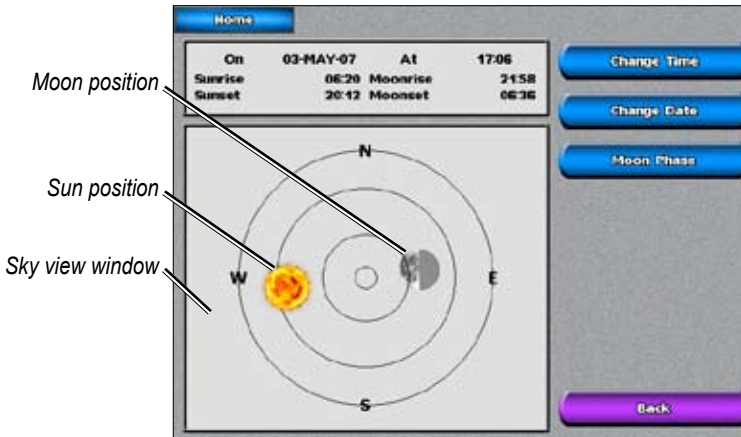 Home
On 03-MAY-07 At 17:06
Sunrise 06:20 Moonrise 21:58
Sunset 20:12 Moonset 06:36
Change Time
Change Date
Moon Phase
Moon position
Sun position
Sky view window
N
W
E
S
Back